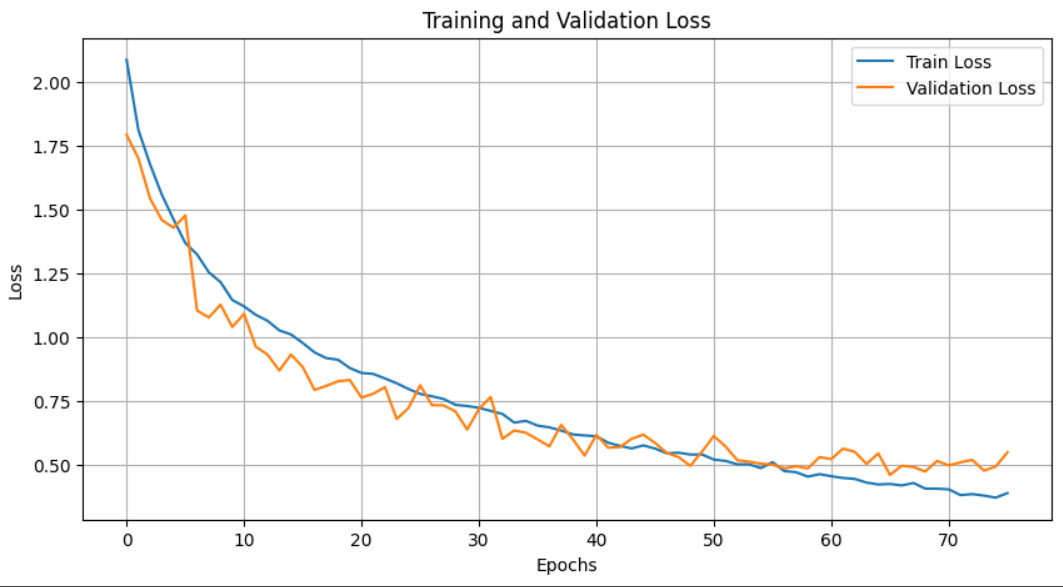 Training and Validation Loss
Train Loss
Validation Loss
2.00
1.75
1.50
1.25
1.00
0.75
0.50
Loss
0 10 20 30 40 50 60 70
Epochs